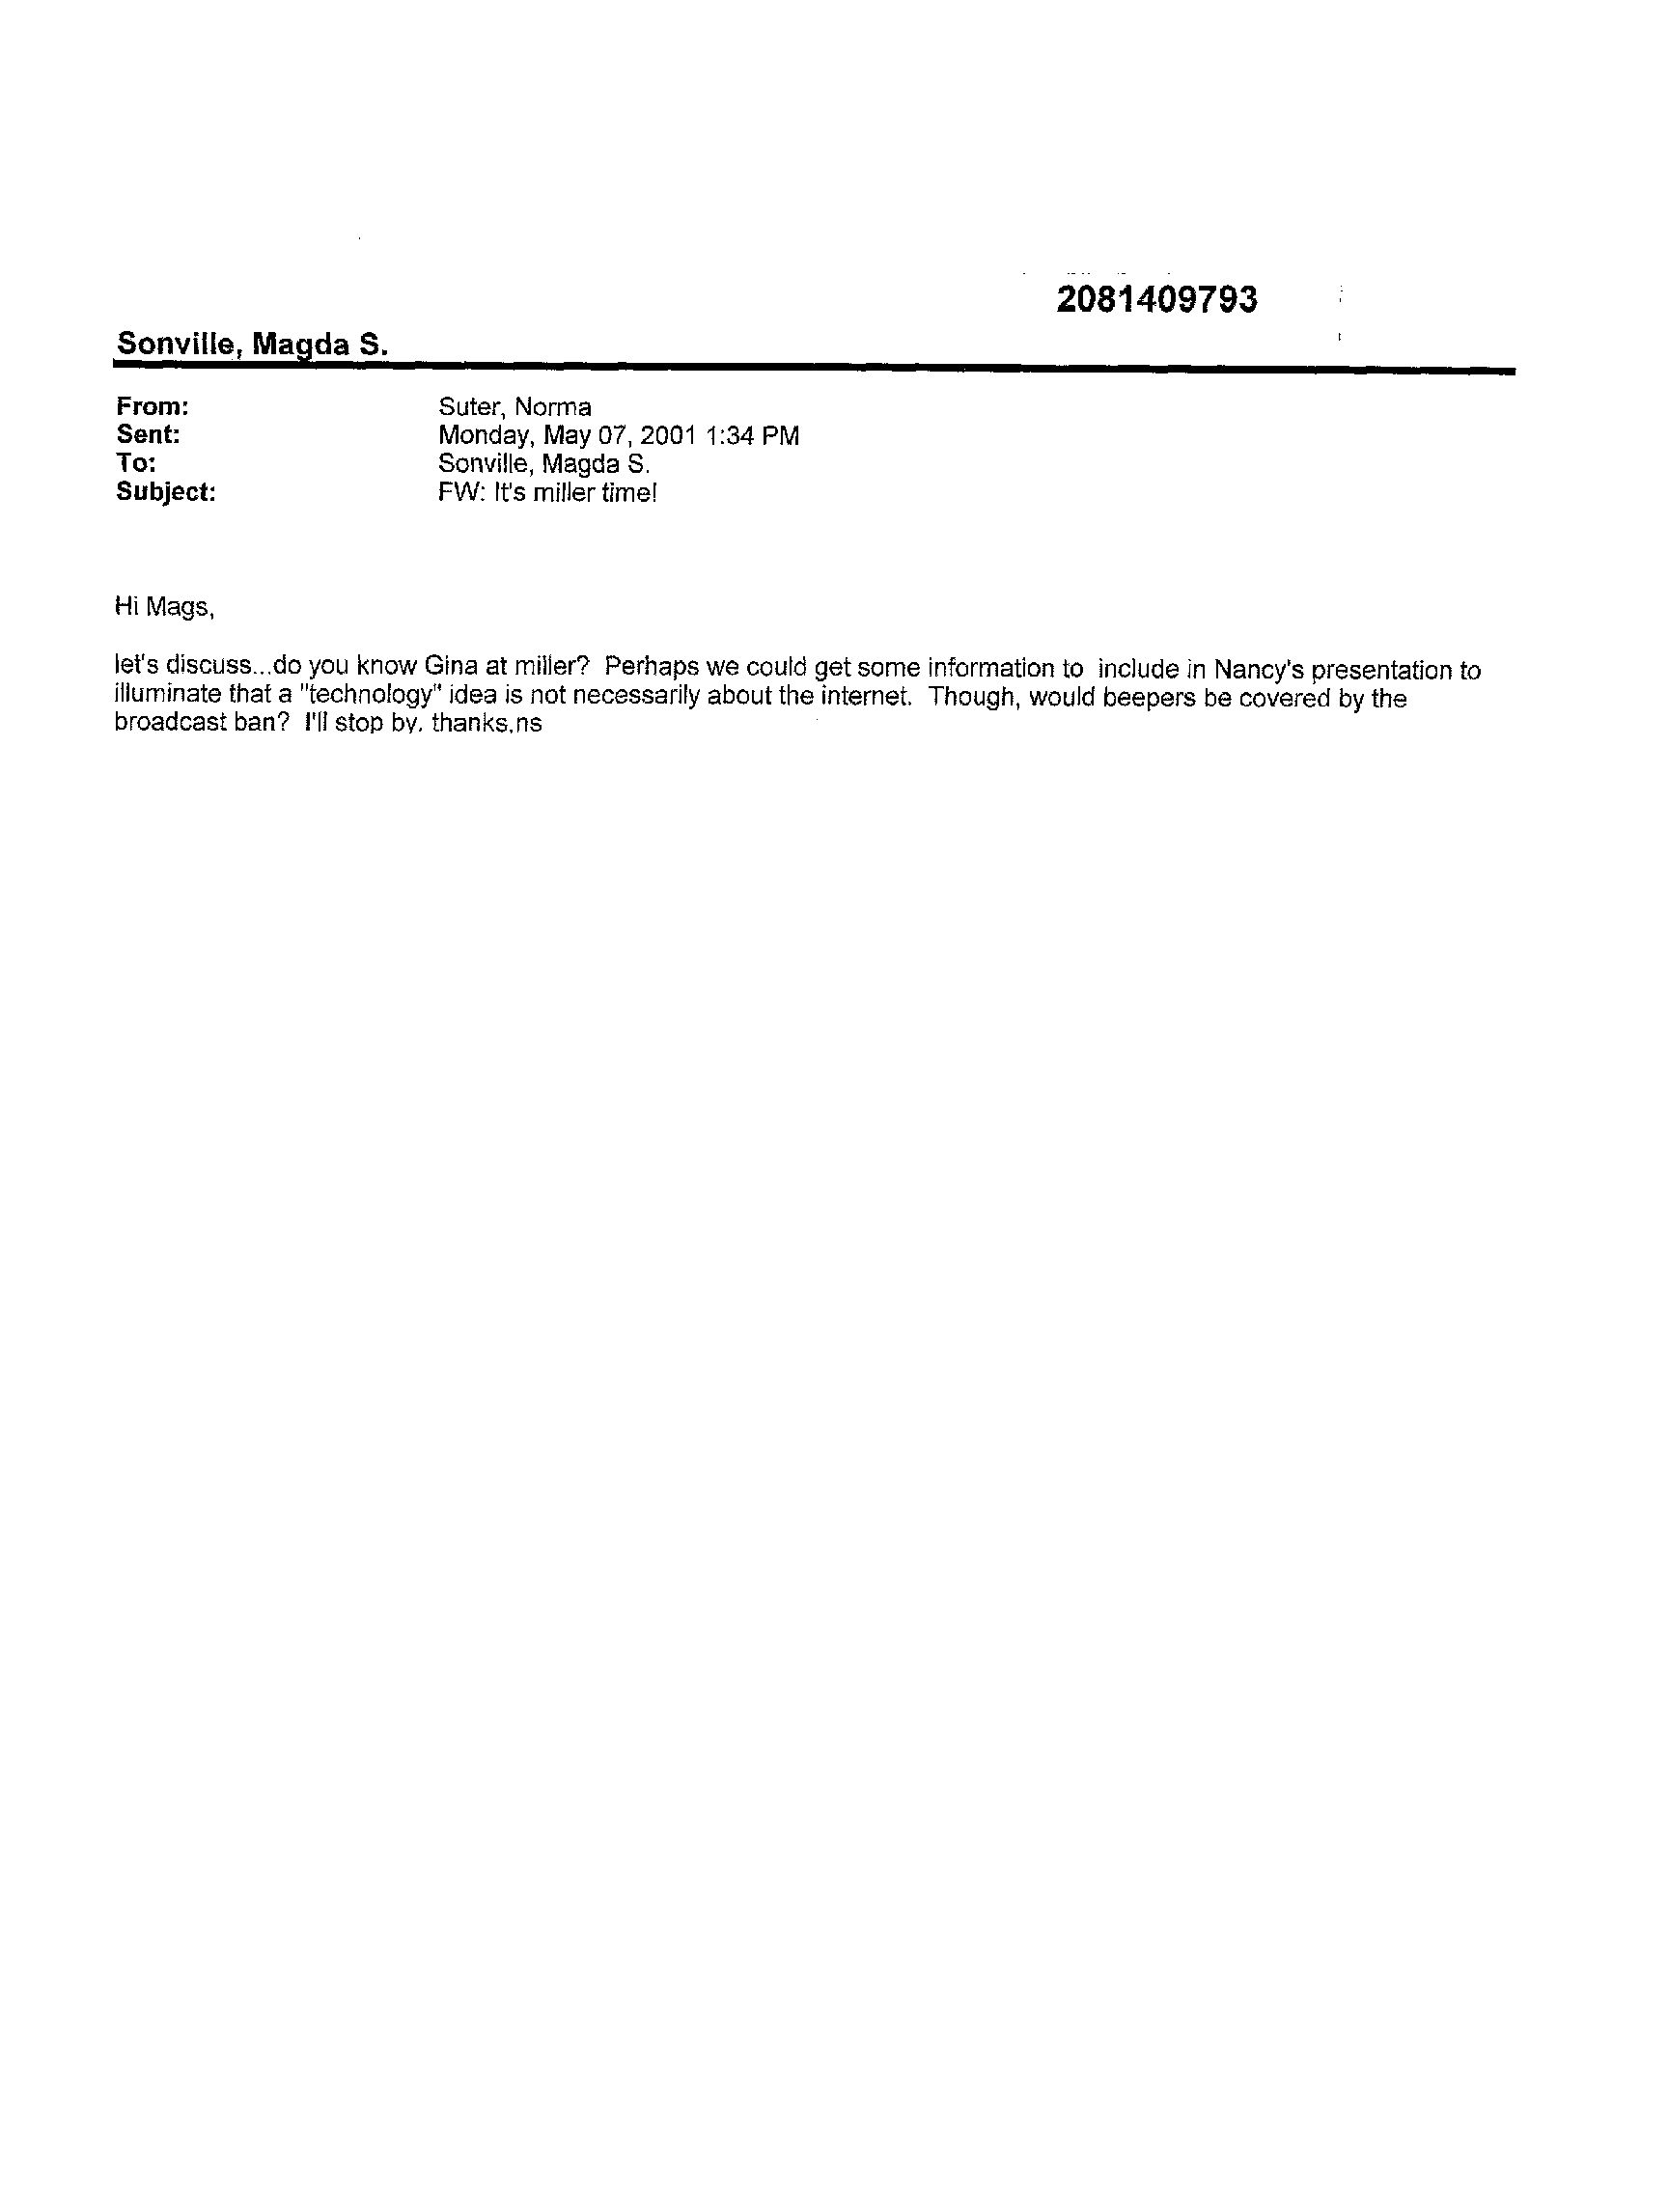 2081409793
Sonville, Magda S.
From: Suter, Norma
Sent: Monday, May 07, 2001 1:34 PM
To: Sonville, Magda S.
Subject: FW: It's miller time!
Hi Mags,
let's discuss...do you know Gina at miller?  Perhaps we could get some information to  include in Nancy's presentation to
illuminate that a "technology" idea is not necessarily about the internet.  Though, would beepers be covered by the
broadcast ban?  I'll stop by. thanks.ns